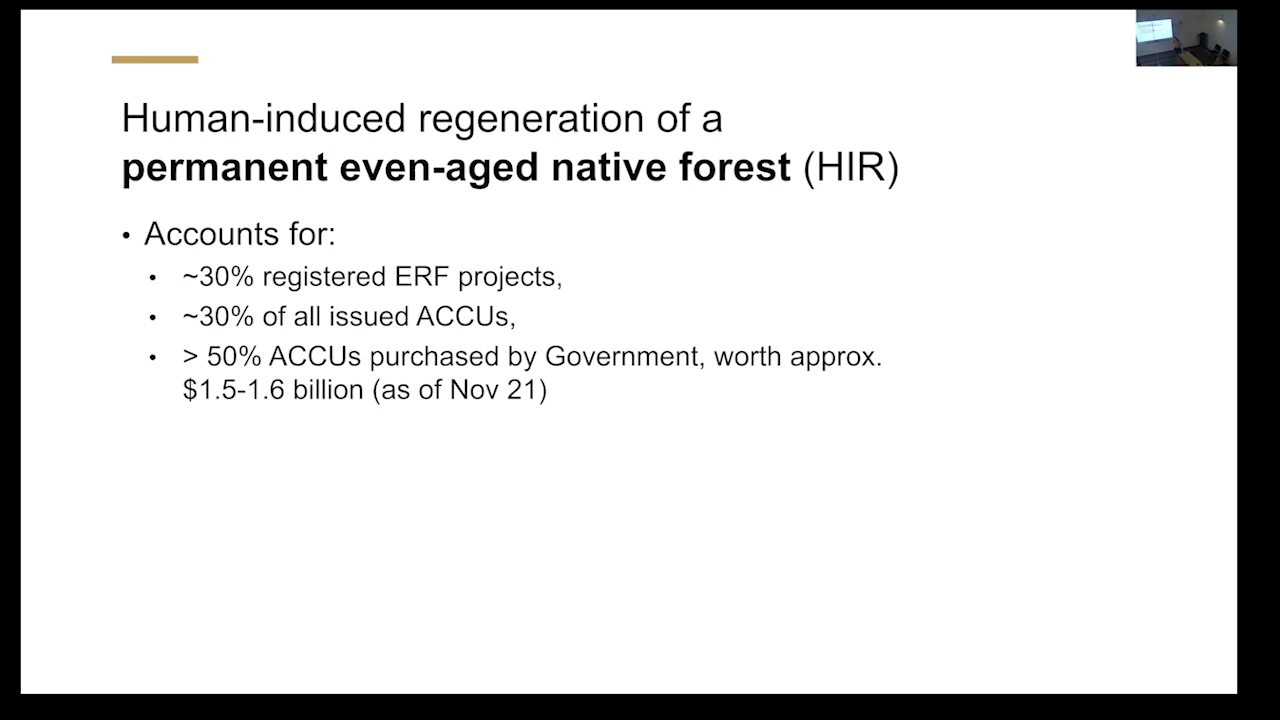 Human-induced regeneration of a
permanent even-aged native forest (HIR)
• Accounts for:
• ~30% registered ERF projects,
• ~30% of all issued ACCUs,
• > 50% ACCUs purchased by Government, worth approx.
$1.5-1.6 billion (as of Nov 21)